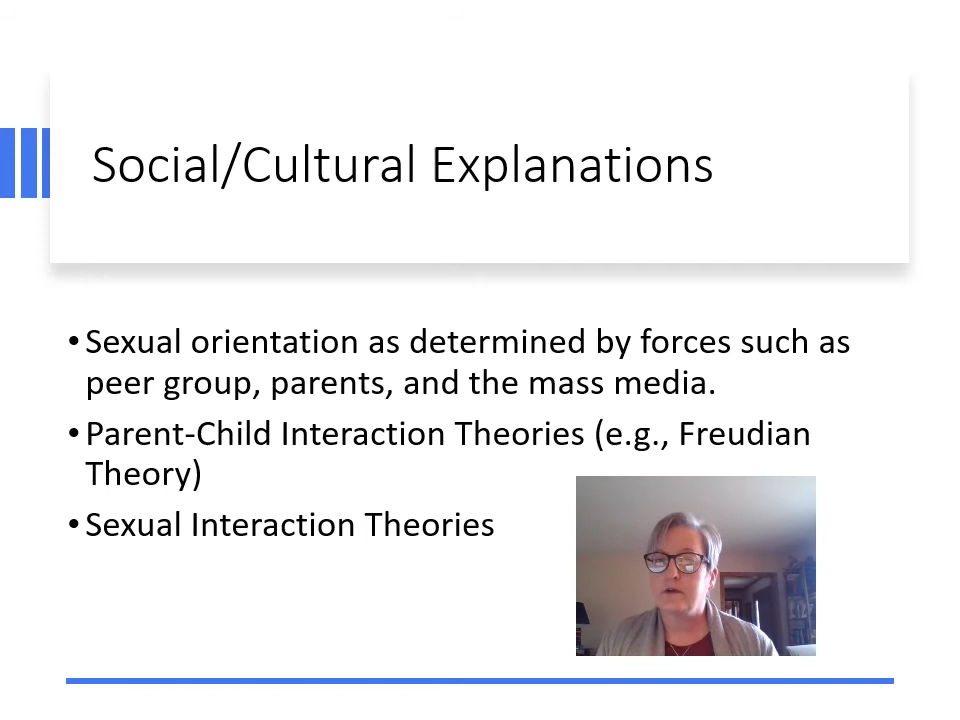 Social/Cultural Explanations
• Sexual orientation as determined by forces such as
peer group, parents, and the mass media.
• Parent-Child Interaction Theories (e.g., Freudian
Theory)
• Sexual Interaction Theories